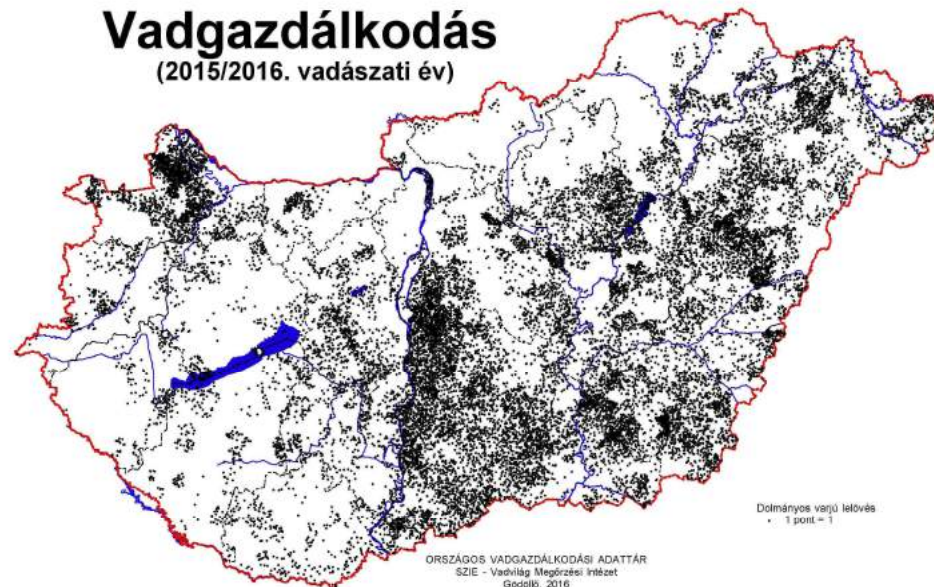 Vadgazdálkodás
(2015/2016. vadászati év)
Dolmányos varjú lelövés
1 pont = 1
ORSZÁGOS VADGAZDÁLKODÁSI ADATTÁR
SZIE - Vadvilág Megőrzési Intézet
Gödöllő, 2016